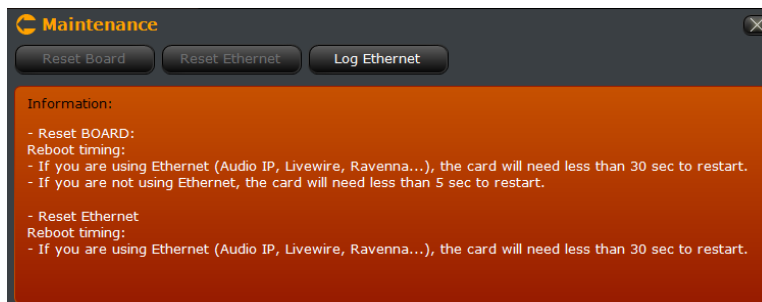 Maintenance
Reset Board Reset Ethernet Log Ethernet
Information:
- Reset BOARD:
Reboot timing:
- If you are using Ethernet (Audio IP, Livewire, Ravenna...), the card will need less than 30 sec to restart.
- If you are not using Ethernet, the card will need less than 5 sec to restart.
- Reset Ethernet
Reboot timing:
- If you are using Ethernet (Audio IP, Livewire, Ravenna...), the card will need less than 30 sec to restart.